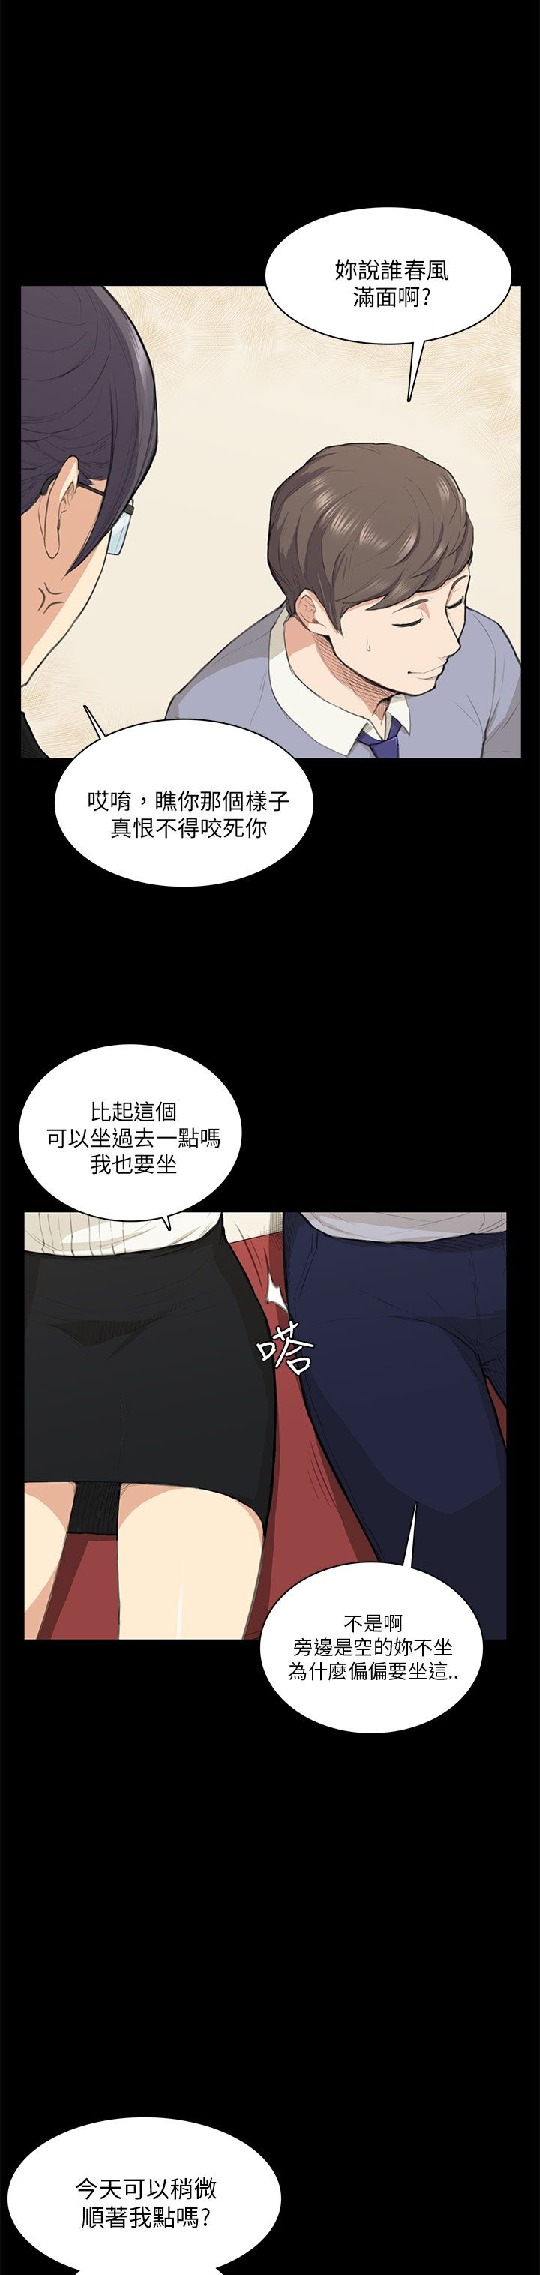 妳說誰春風
滿面啊?
哎唷，瞧你那個樣子
真恨不得咬死你
比起這個
可以坐過去一點嗎
我也要坐
嗒
不是啊
旁邊是空的妳不坐
為什麼偏偏要坐這..
今天可以稍微
順著我點嗎?